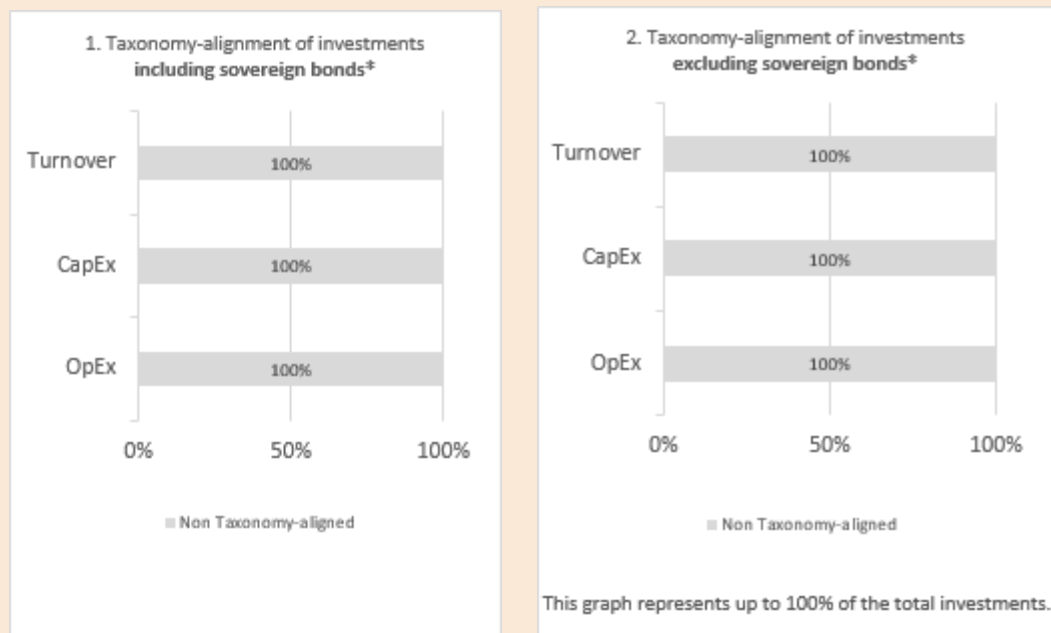 1. Taxonomy-alignment of investments
including sovereign bonds*
Turnover
100%
CapEx
100%
OpEx
100%
0% 50% 100%
Non Taxonomy-aligned
2. Taxonomy-alignment of investments
excluding sovereign bonds*
Turnover
100%
CapEx
100%
OpEx
100%
0% 50% 100%
Non Taxonomy-aligned
This graph represents up to 100% of the total investments.